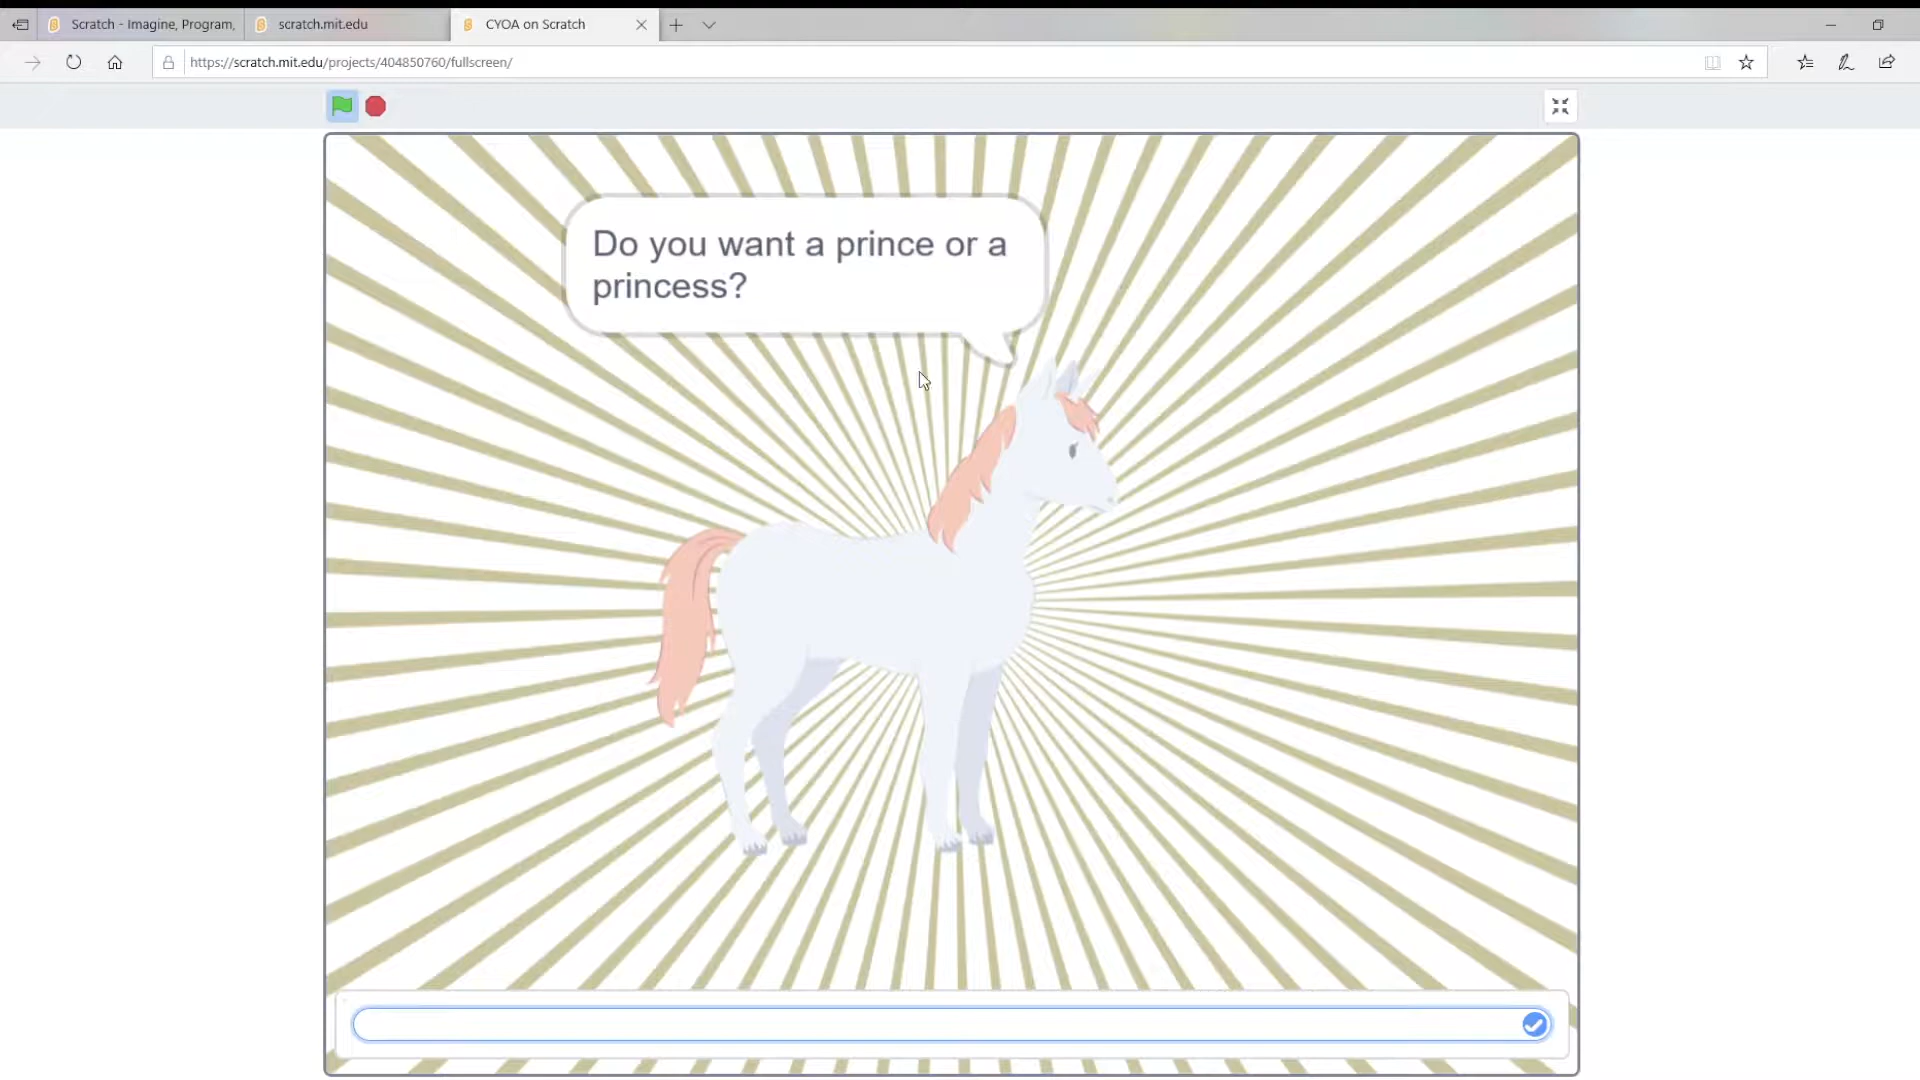 Scratch - Imagine, Program,
scratch.mit.edu
CYOA on Scratch
https://scratch.mit.edu/projects/404850760/fullscreen/
Do you want a prince or a
princess?